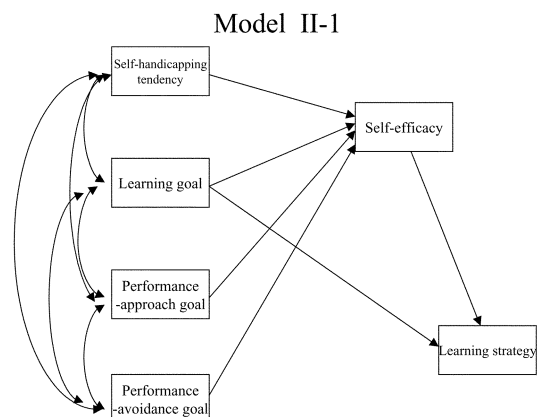 Model II-1
Self-handicapping
tendency
Self-efficacy
Learning goal
Performance
-approach goal
Learning strategy
Performance
-avoidance goal